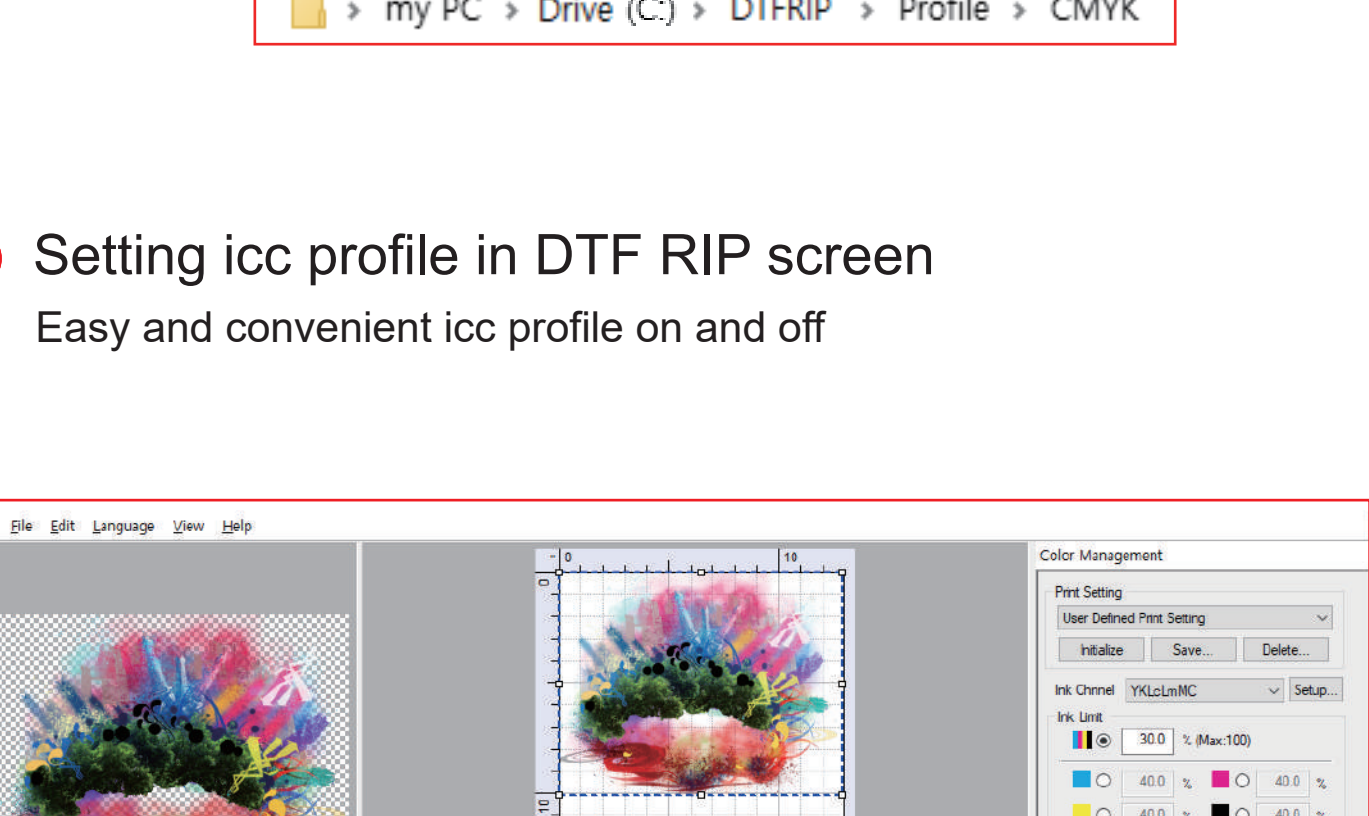 my PC > Drive (C:) > DTFRIP > Profile > CMYK
Setting icc profile in DTF RIP screen
Easy and convenient icc profile on and off
File Edit Language View Help
0 10
0
10
Color Management
Print Setting
User Defined Print Setting
Initialize Save... Delete...
Ink Chnnel YKLcLmMC Setup...
Ink Limit
30.0 % (Max:100)
40.0 % 40.0 %
40.0 % 40.0 %